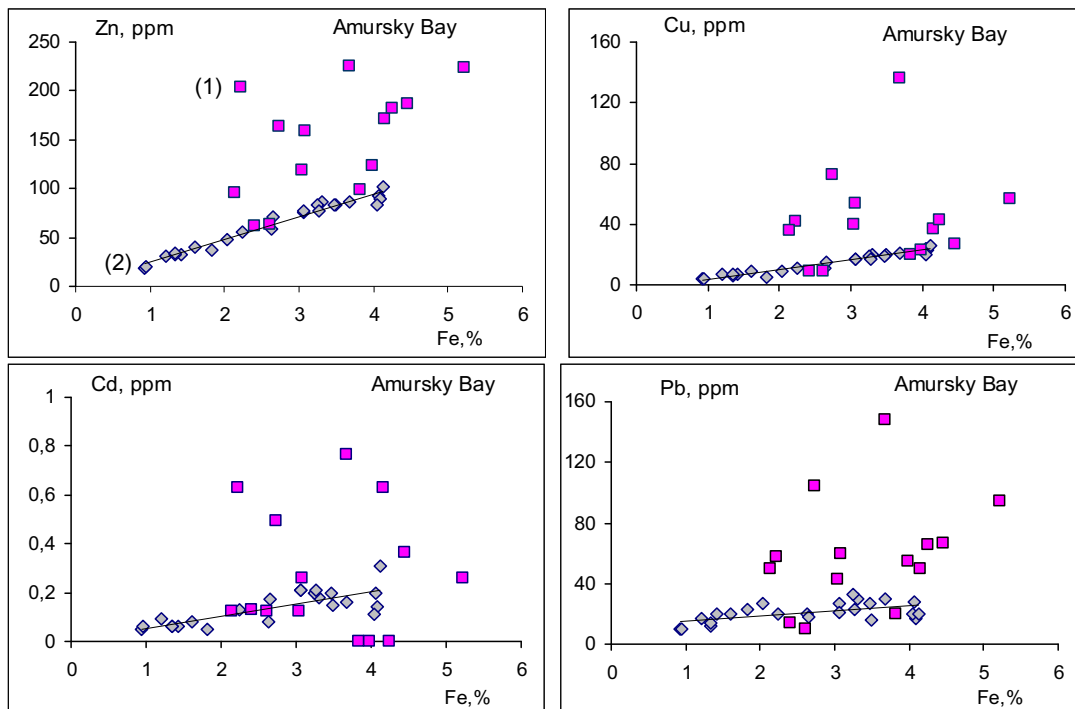 Zn, ppm Amursky Bay
250
200
150
100
50
0
(1)
(2)
0 1 2 3 4 5 6
Fe,%
Cu, ppm Amursky Bay
160
120
80
40
0
0 1 2 3 4 5 6
Fe,%
Cd, ppm Amursky Bay
1
0,8
0,6
0,4
0,2
0
0 1 2 3 4 5 6
Fe,%
Pb, ppm Amursky Bay
160
120
80
40
0
0 1 2 3 4 5 6
Fe,%